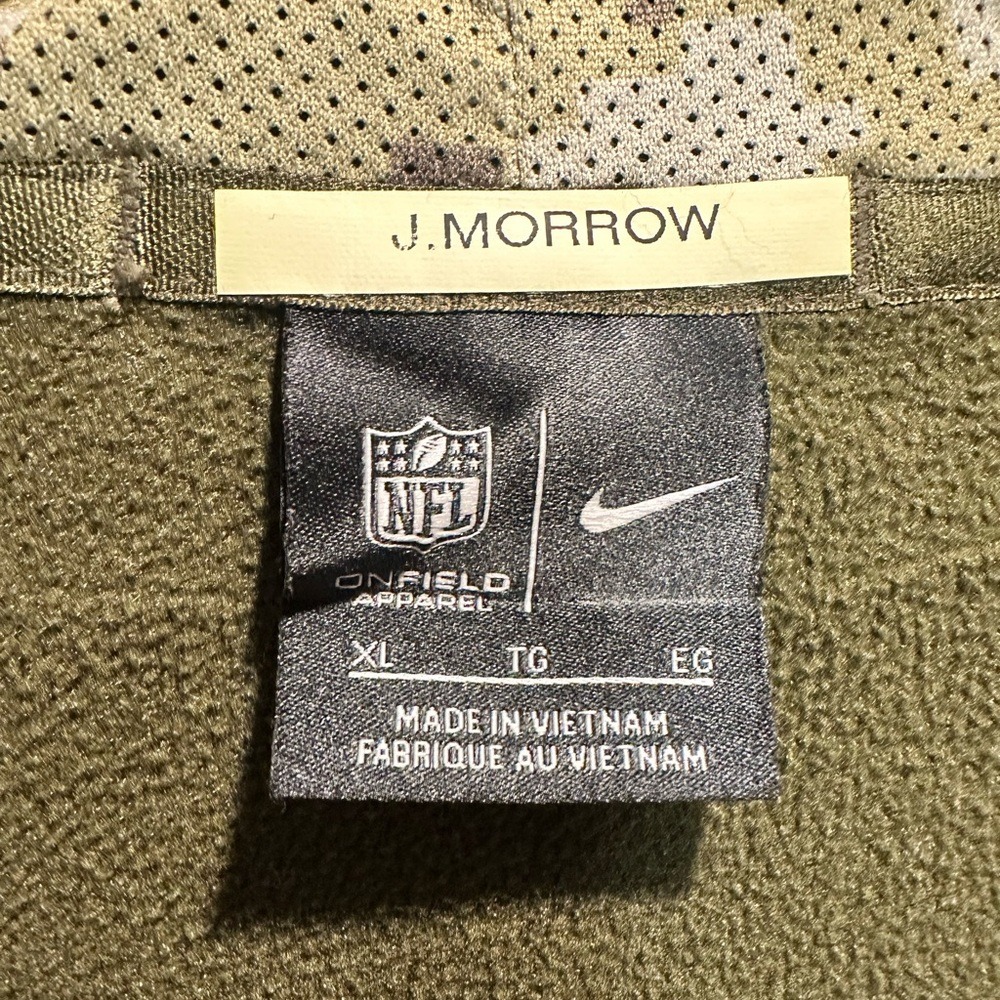 J.MORROW
NFL
ONFIELD
APPAREL
XL TG EG
MADE IN VIETNAM
FABRIQUE AU VIETNAM